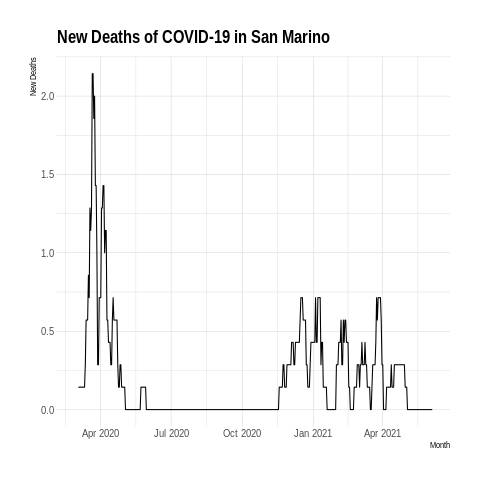 New Deaths of COVID-19 in San Marino
New Deaths
2.0
1.5
1.0
0.5
0.0
Apr 2020 Jul 2020 Oct 2020 Jan 2021 Apr 2021
Month